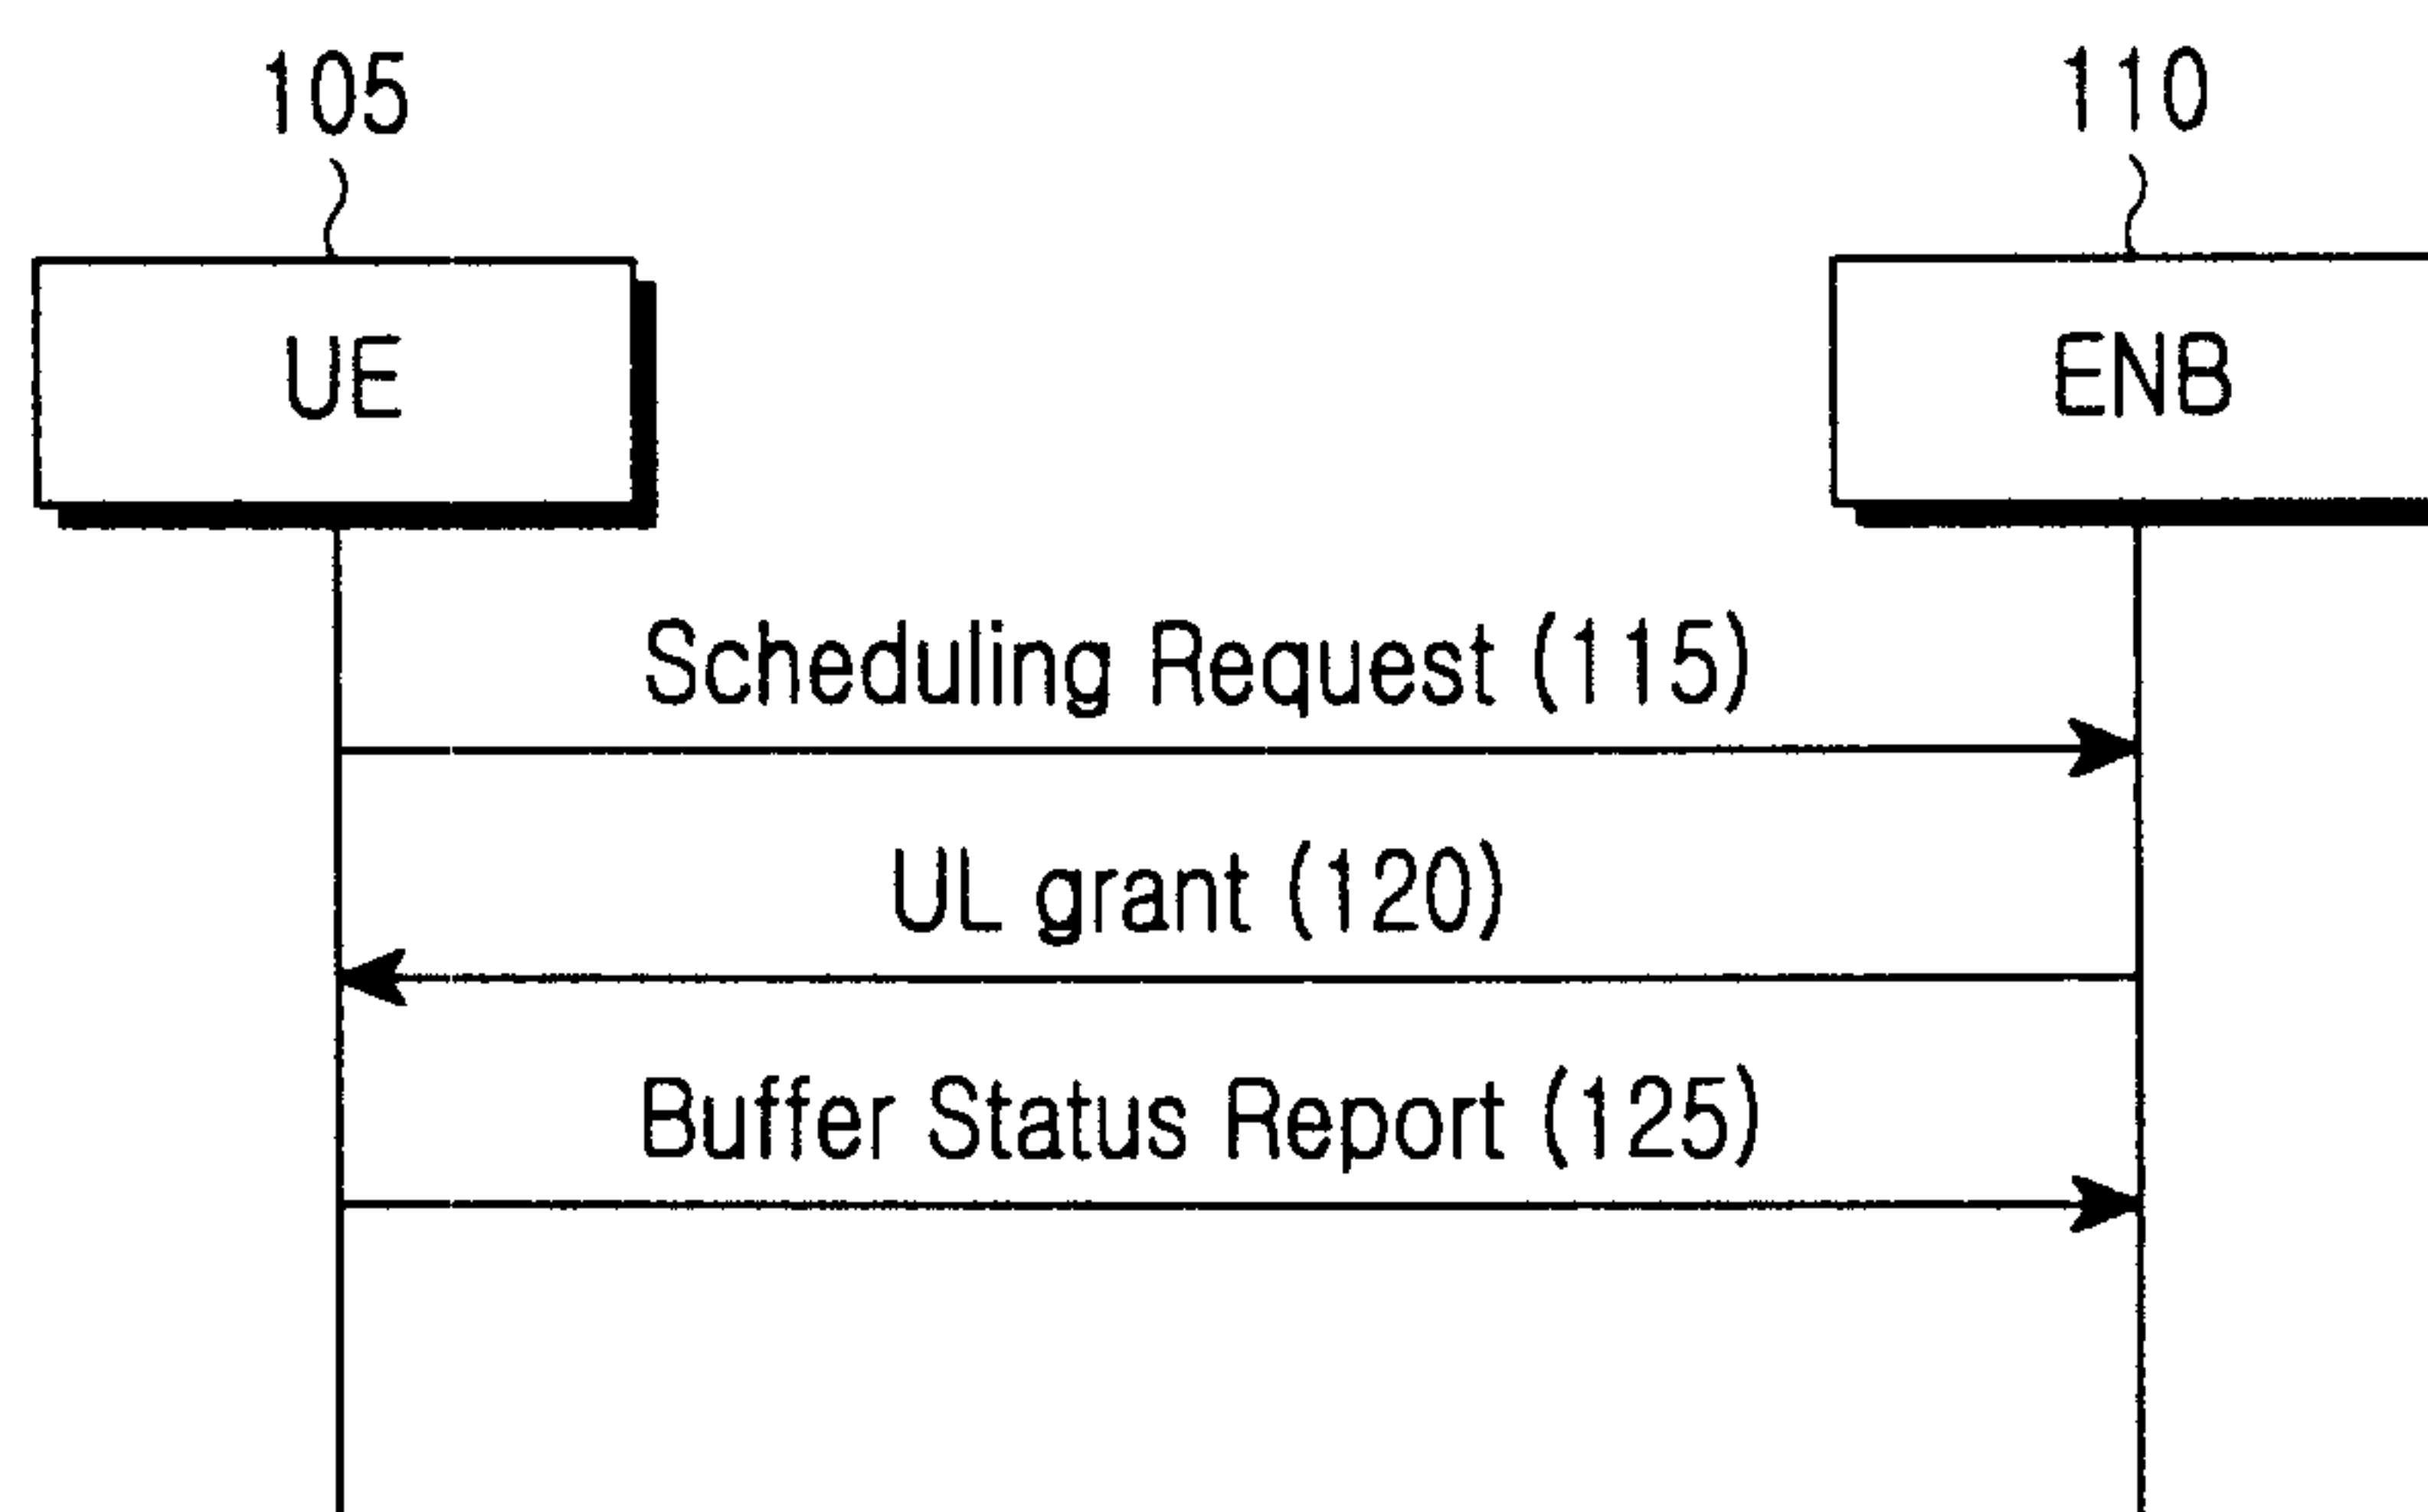 105
110
UE
ENB
Scheduling Request (115)
UL grant (120)
Buffer Status Report (125)